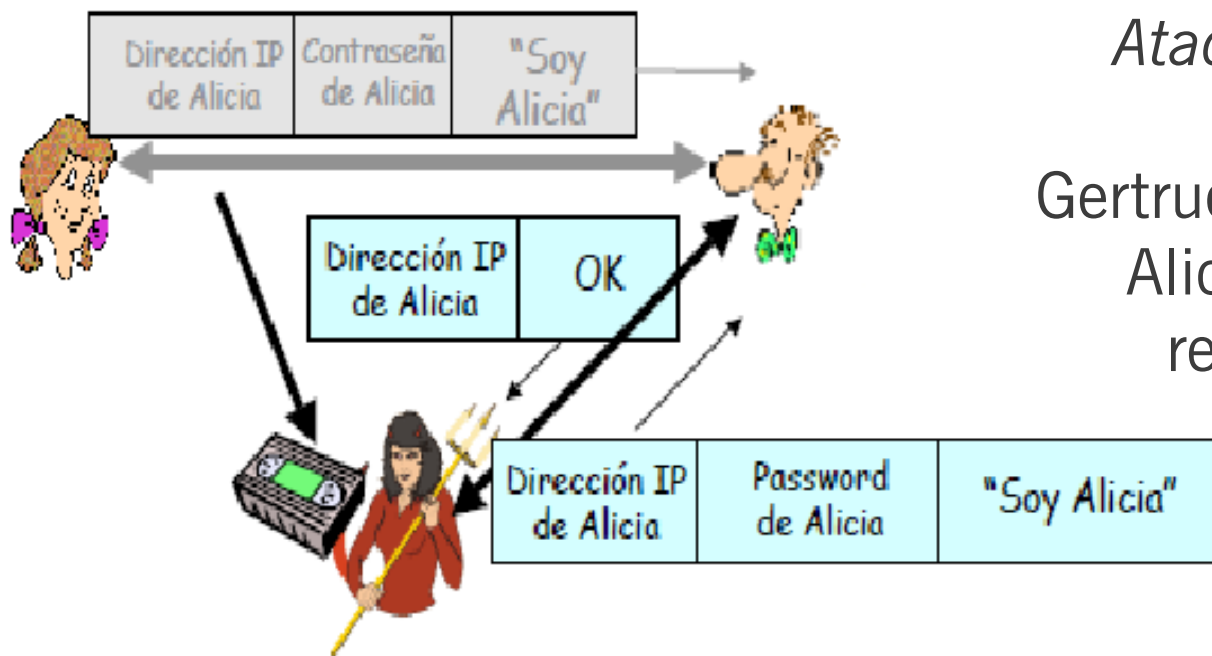 Dirección IP
de Alicia
Contraseña
de Alicia
"Soy
Alicia"
Dirección IP
de Alicia
OK
Dirección IP
de Alicia
Password
de Alicia
"Soy Alicia"